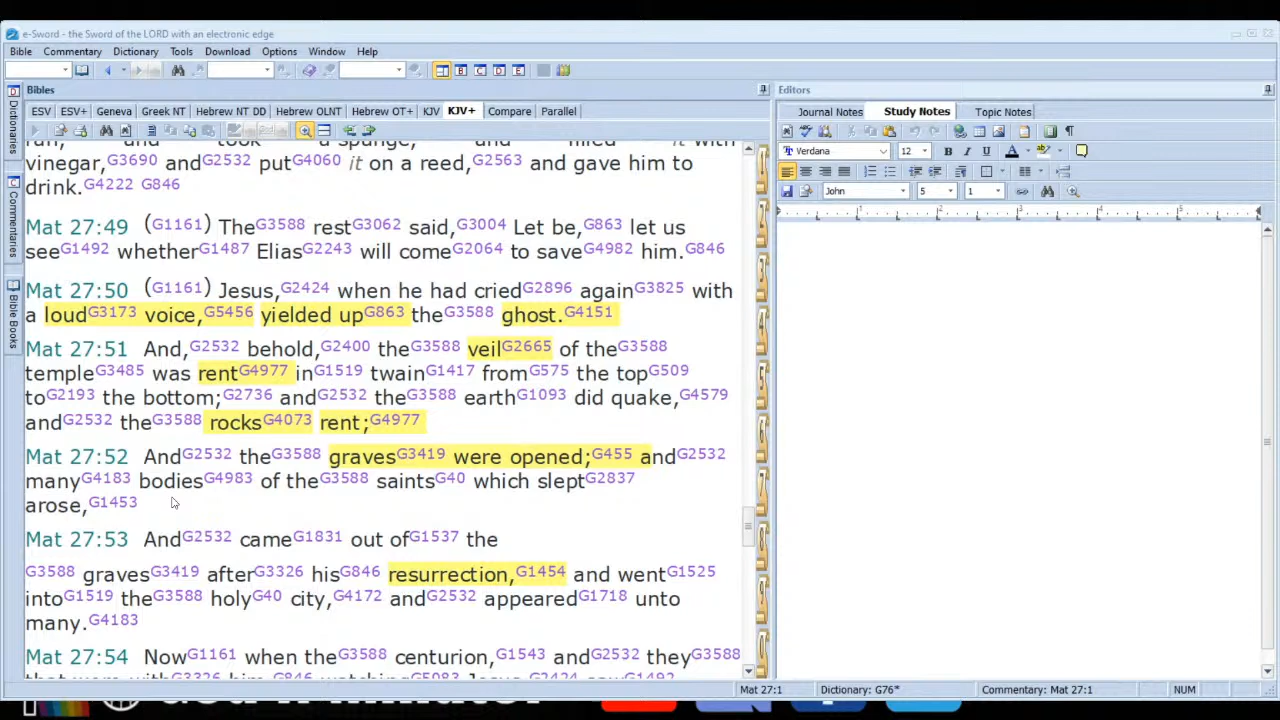 e-Sword - the Sword of the LORD with an electronic edge
Bible Commentary Dictionary Tools Download Options Window Help
Bibles
ESV ESV+ Geneva Greek NT Hebrew NT DD Hebrew OLNT Hebrew OT+ KJV KJV+ Compare Parallel
vinegar,G3690 andG2532 putG4060 it on a reed,G2563 and gave him to
drink.G4222 G846
Mat 27:49 (G1161) TheG3588 restG3062 said,G3004 Let be,G863 let us
seeG1492 whetherG1487 EliasG2243 will comeG2064 to saveG4982 him.G846
Mat 27:50 (G1161) Jesus,G2424 when he had criedG2896 againG3825 with
a loudG3173 voice,G5456 yielded upG863 theG3588 ghost.G4151
Mat 27:51 And,G2532 behold,G2400 theG3588 veilG2665 of theG3588
templeG3485 was rentG4977 inG1519 twainG1417 fromG575 the topG509
toG2193 the bottom;G2736 andG2532 theG3588 earthG1093 did quake,G4579
andG2532 theG3588 rocksG4073 rent;G4977
Mat 27:52 AndG2532 theG3588 gravesG3419 were opened;G455 andG2532
manyG4183 bodiesG4983 of theG3588 saintsG40 which sleptG2837
arose,G1453
Mat 27:53 AndG2532 cameG1831 out ofG1537 the
G3588 gravesG3419 afterG3326 hisG846 resurrection,G1454 and wentG1525
intoG1519 theG3588 holyG40 city,G4172 andG2532 appearedG1718 unto
many.G4183
Mat 27:54 NowG1161 when theG3588 centurion,G1543 andG2532 theyG3588
Dictionaries
Commentaries
Bible Books
Editors
Journal Notes Study Notes Topic Notes
Verdana 12 B I U A ab
John 5 1
1 2 3 4 5
Mat 27:1 Dictionary: G76* Commentary: Mat 27:1 NUM